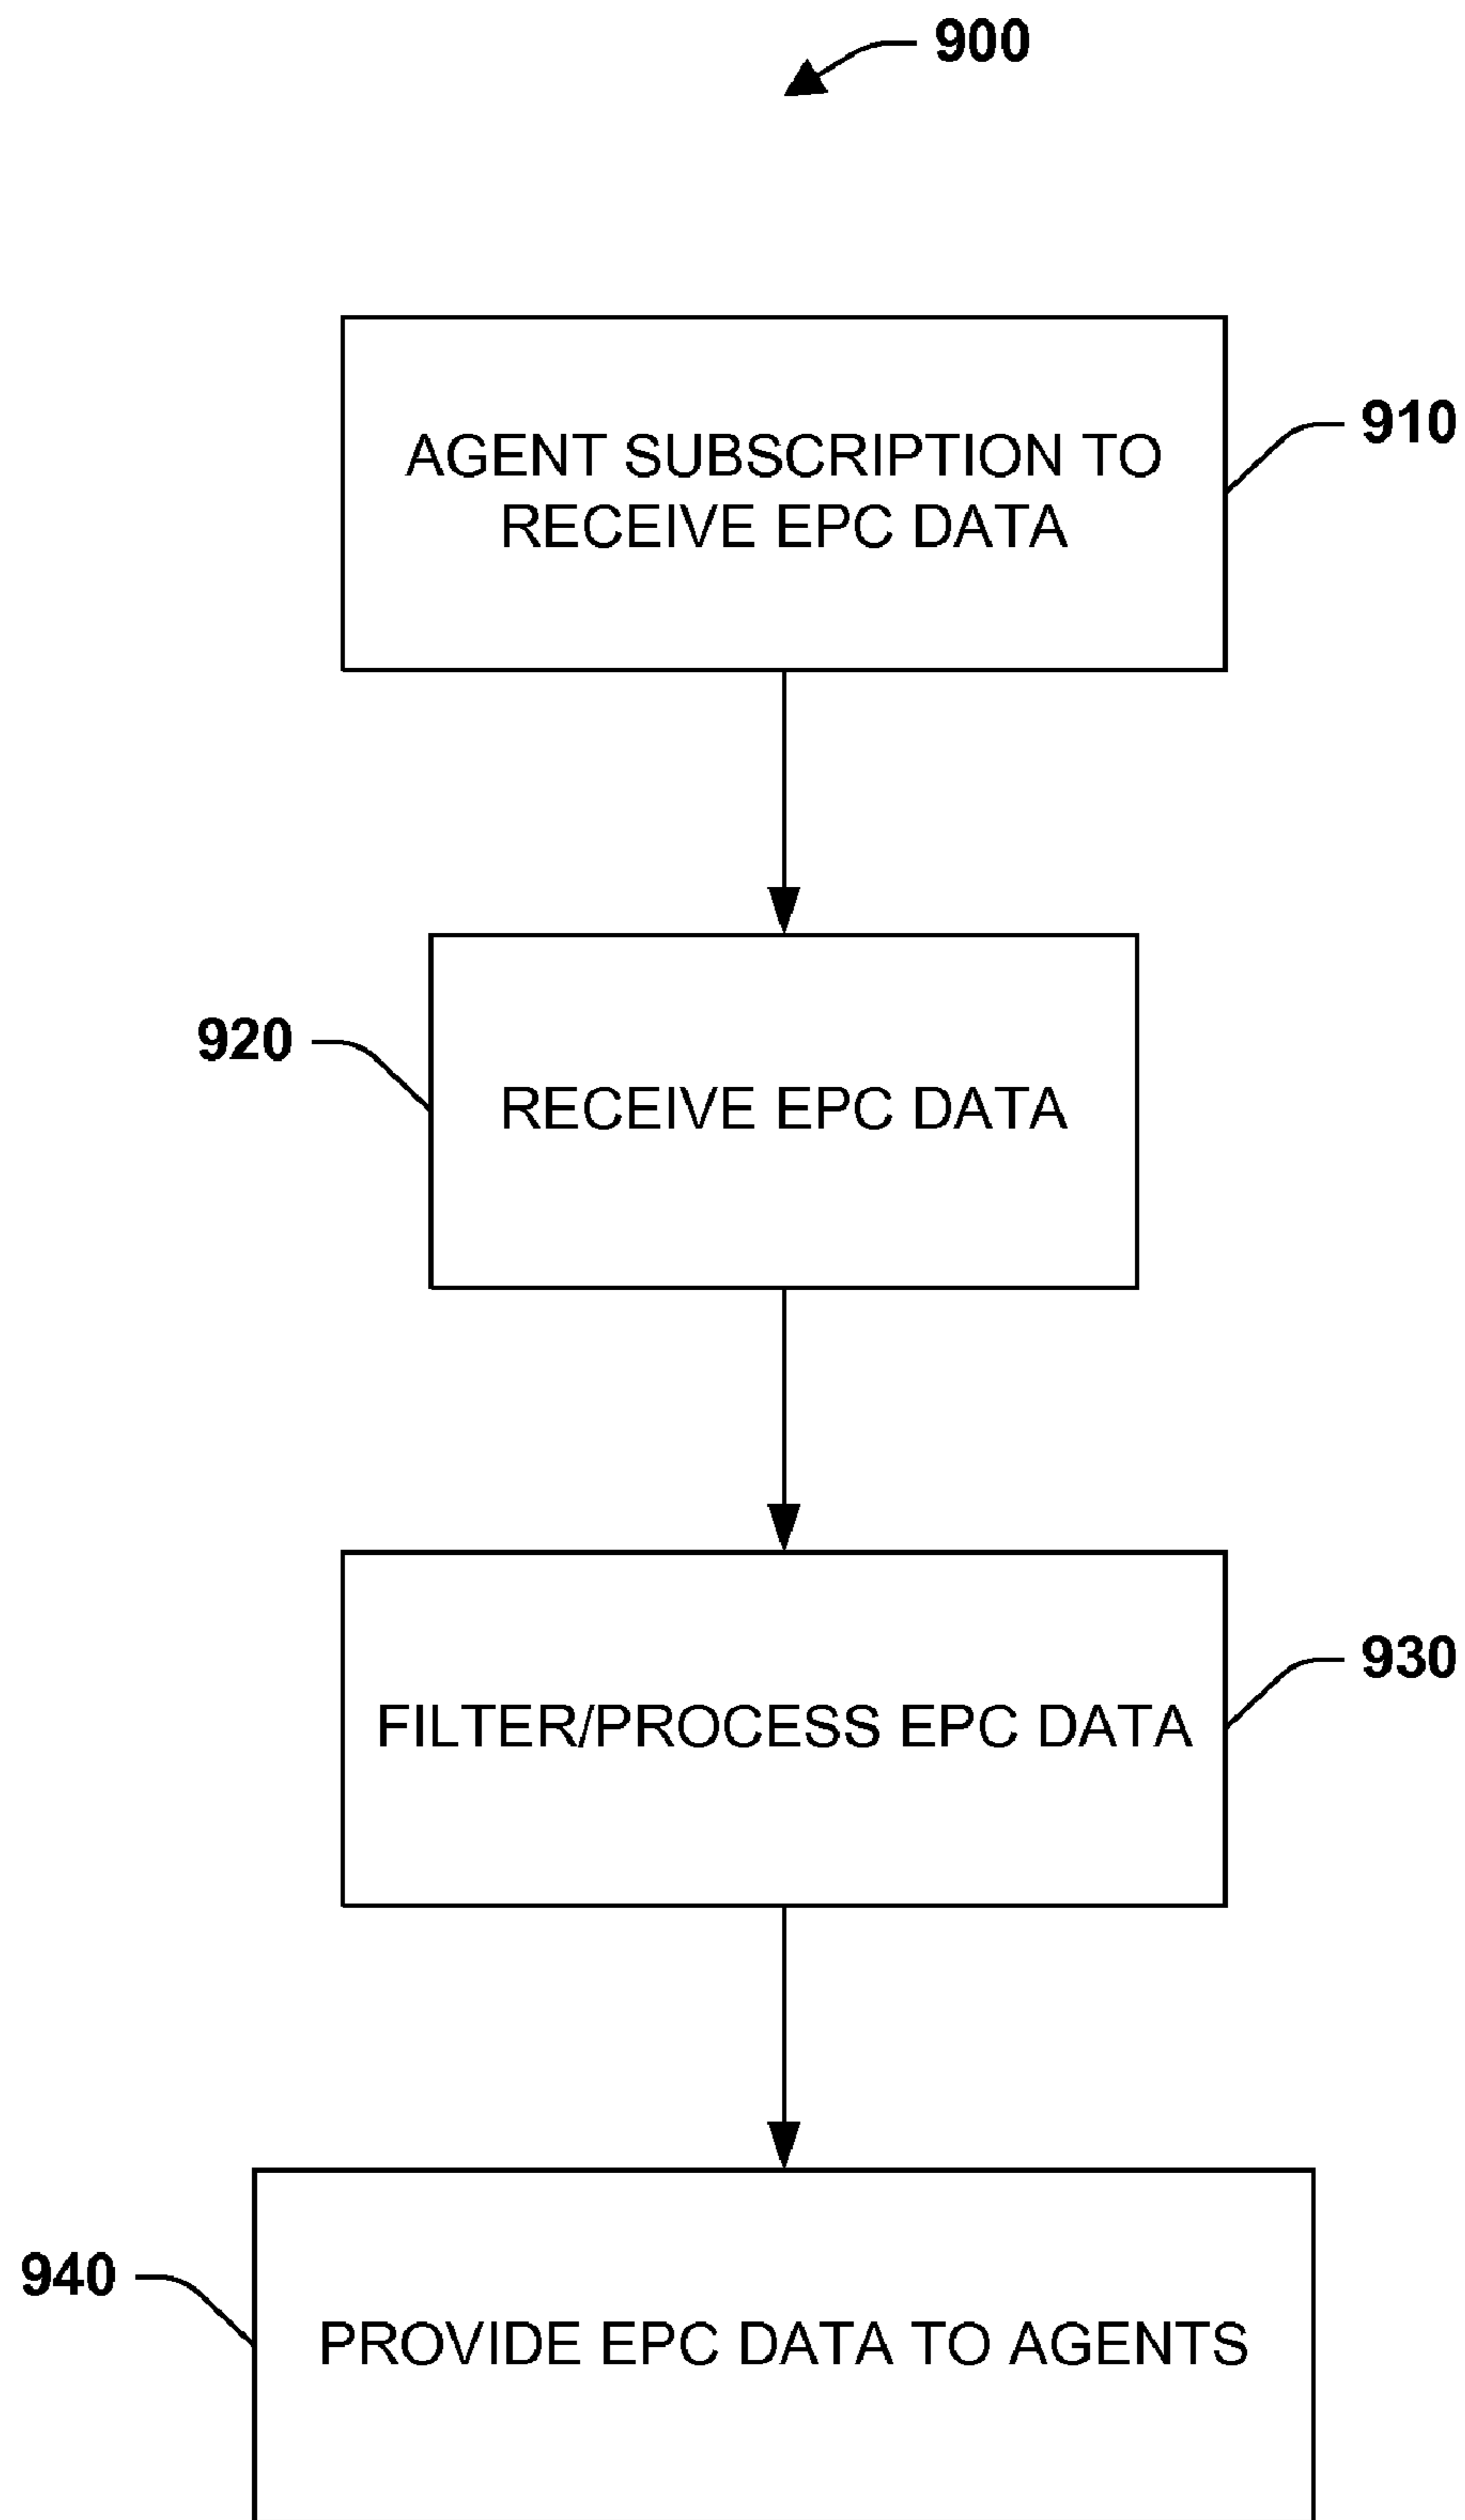 900
910
AGENT SUBSCRIPTION TO
RECEIVE EPC DATA
920
RECEIVE EPC DATA
930
FILTER/PROCESS EPC DATA
940
PROVIDE EPC DATA TO AGENTS